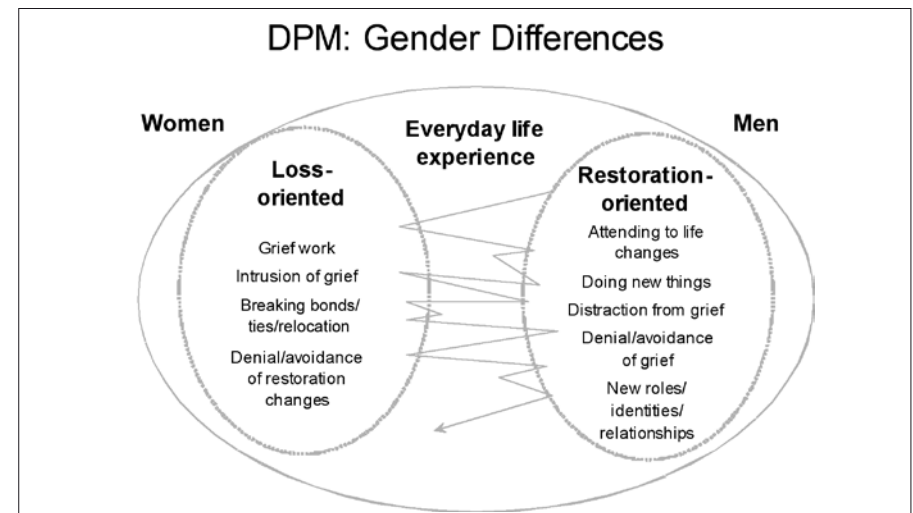 DPM: Gender Differences
Women
Everyday life
experience
Men
Loss-
oriented
Grief work
Intrusion of grief
Breaking bonds/
ties/relocation
Denial/avoidance
of restoration
changes
Restoration-
oriented
Attending to life
changes
Doing new things
Distraction from grief
Denial/avoidance
of grief
New roles/
identities/
relationships